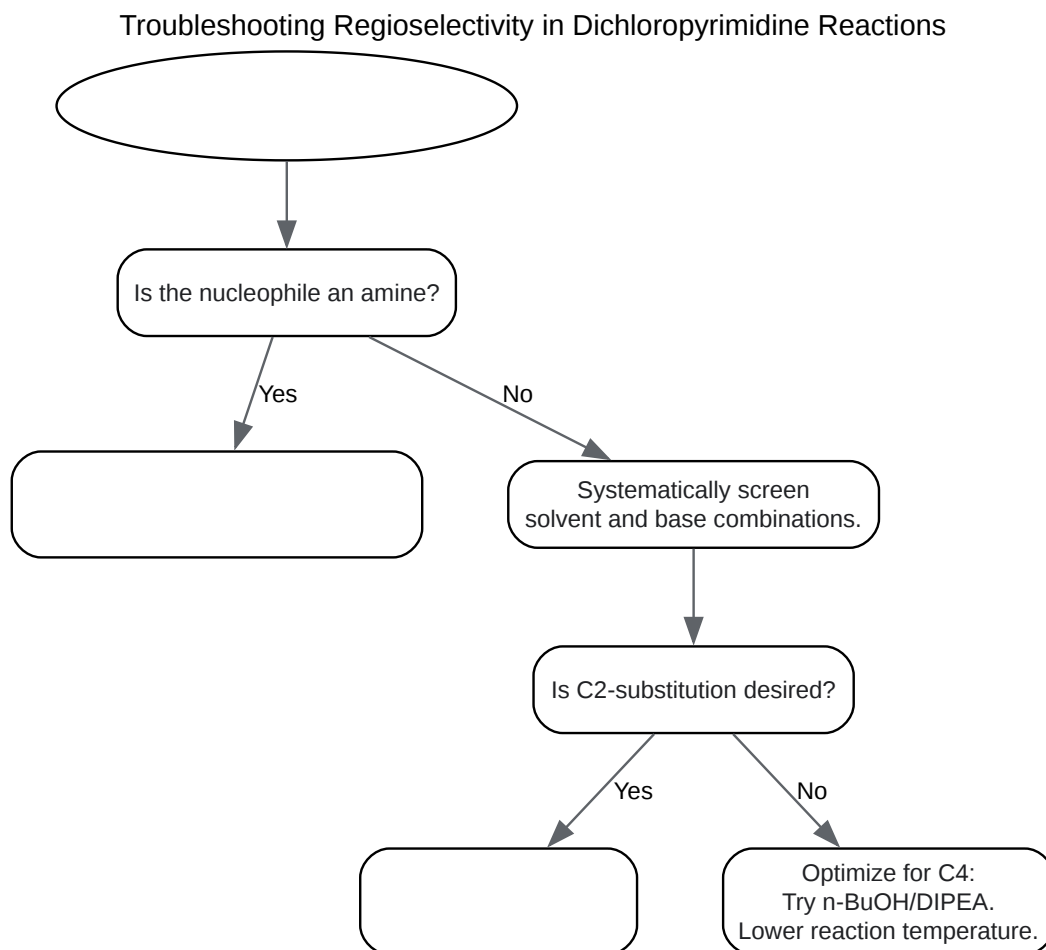 Troubleshooting Regioselectivity in Dichloropyrimidine Reactions
Is the nucleophile an amine?
Yes
No
Systematically screen
solvent and base combinations.
Is C2-substitution desired?
Yes
No
Optimize for C4:
Try n-BuOH/DIPEA.
Lower reaction temperature.